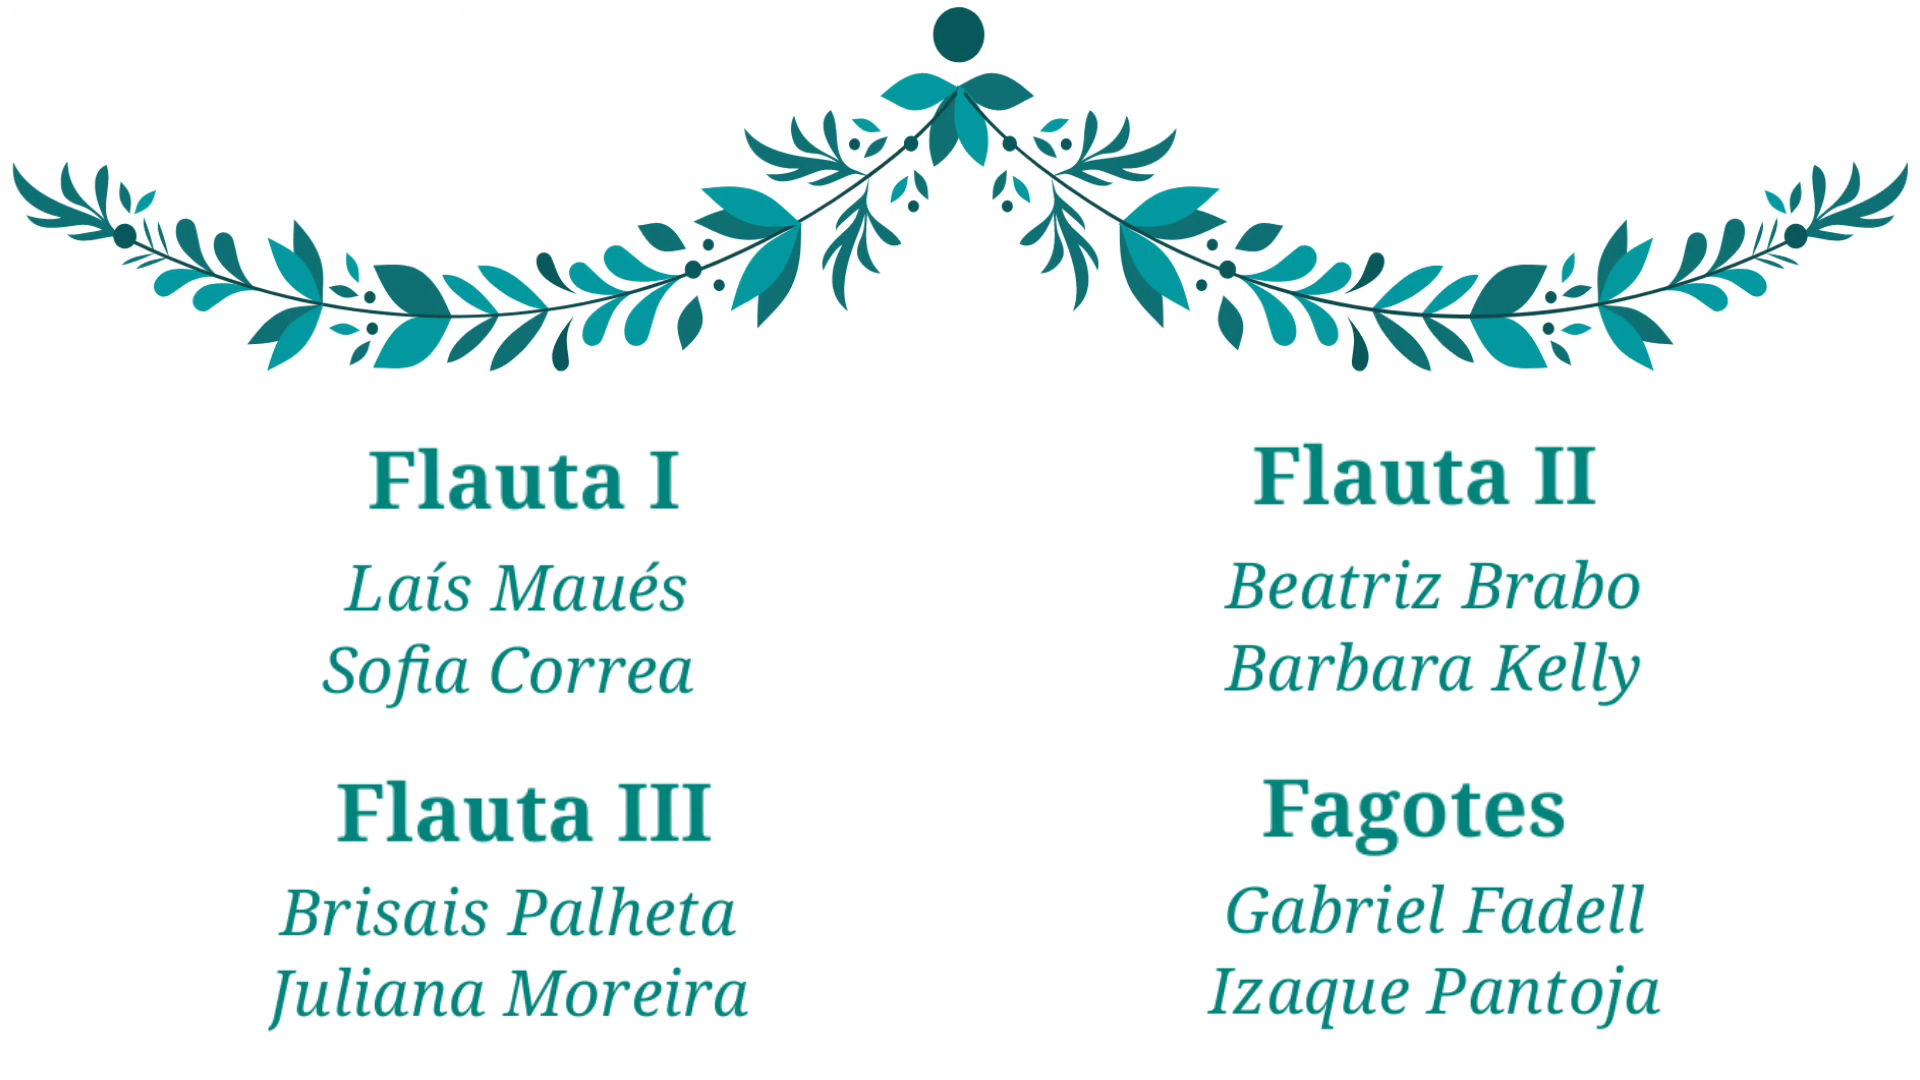 Flauta I
Laís Maués
Sofia Correa
Flauta II
Beatriz Brabo
Barbara Kelly
Flauta III
Brisais Palheta
Juliana Moreira
Fagotes
Gabriel Fadell
Izaque Pantoja